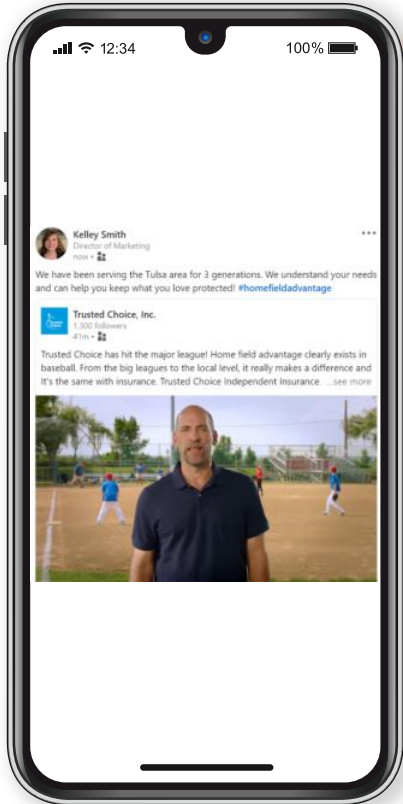 12:34
100%
Kelley Smith
Director of Marketing
now •
We have been serving the Tulsa area for 3 generations. We understand your needs
and can help you keep what you love protected! #homefieldadvantage
Trusted Choice, Inc.
1,300 followers
41m •
Trusted Choice has hit the major league! Home field advantage clearly exists in
baseball. From the big leagues to the local level, it really makes a difference and
It's the same with insurance. Trusted Choice Independent Insurance ...see more